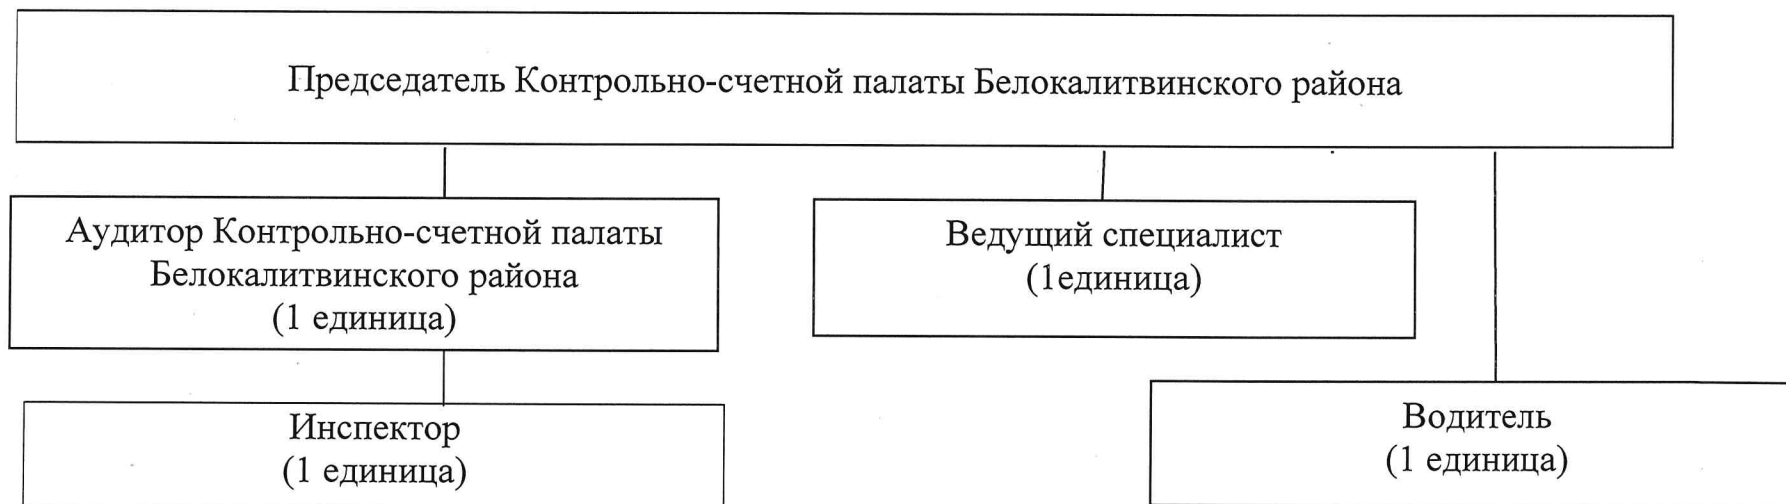 Председатель Контрольно-счетной палаты Белокалитвинского района
Аудитор Контрольно-счетной палаты
Белокалитвинского района
(1 единица)
Ведущий специалист
(1единица)
Инспектор
(1 единица)
Водитель
(1 единица)